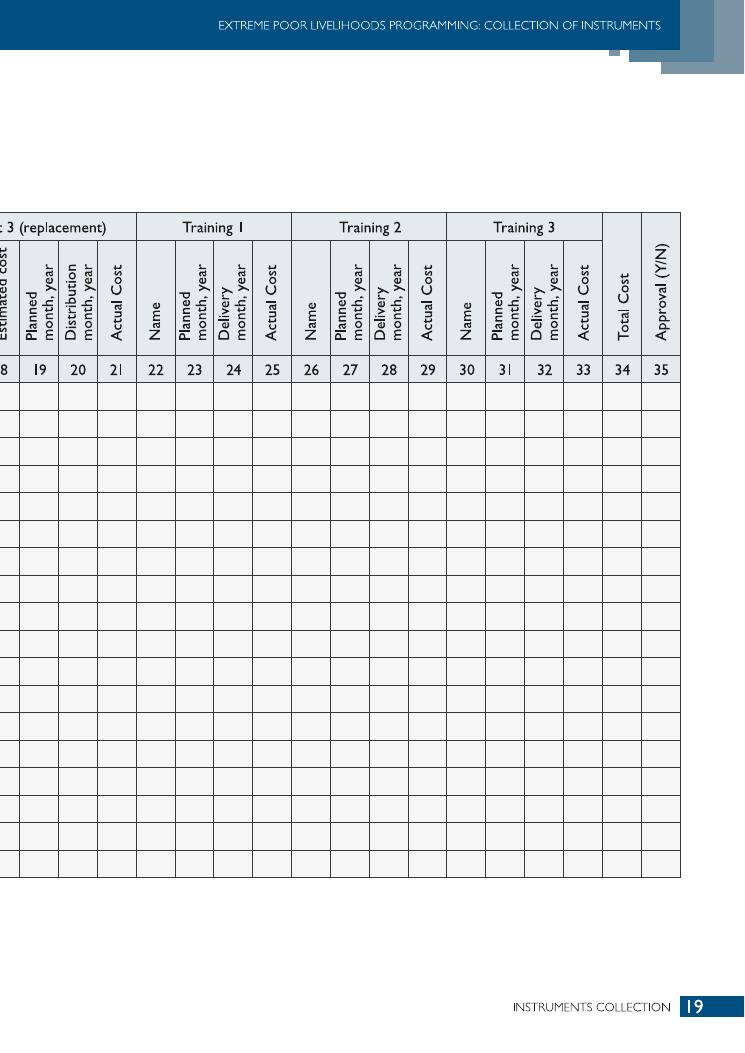 EXTREME POOR LIVELIHOODS PROGRAMMING: COLLECTION OF INSTRUMENTS
3 (replacement) Training 1 Training 2 Training 3
Estimated cost
Planned
month, year
Distribution
month, year
Actual Cost
Name
Planned
month, year
Delivery
month, year
Actual Cost
Name
Planned
month, year
Delivery
month, year
Actual Cost
Name
Planned
month, year
Delivery
month, year
Actual Cost
Total Cost
Approval (Y/N)
8 19 20 21 22 23 24 25 26 27 28 29 30 31 32 33 34 35
INSTRUMENTS COLLECTION 19